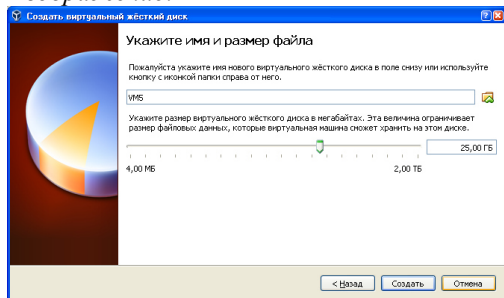 Создать виртуальный жёсткий диск
Укажите имя и размер файла
Пожалуйста укажите имя нового виртуального жёсткого диска в поле снизу или используйте
кнопку с иконкой папки справа от него.
VM5
Укажите размер виртуального жёсткого диска в мегабайтах. Эта величина ограничивает
размер файловых данных, которые виртуальная машина сможет хранить на этом диске.
25,00 ГБ
4,00 МБ 2,00 ТБ
< Назад Создать Отмена